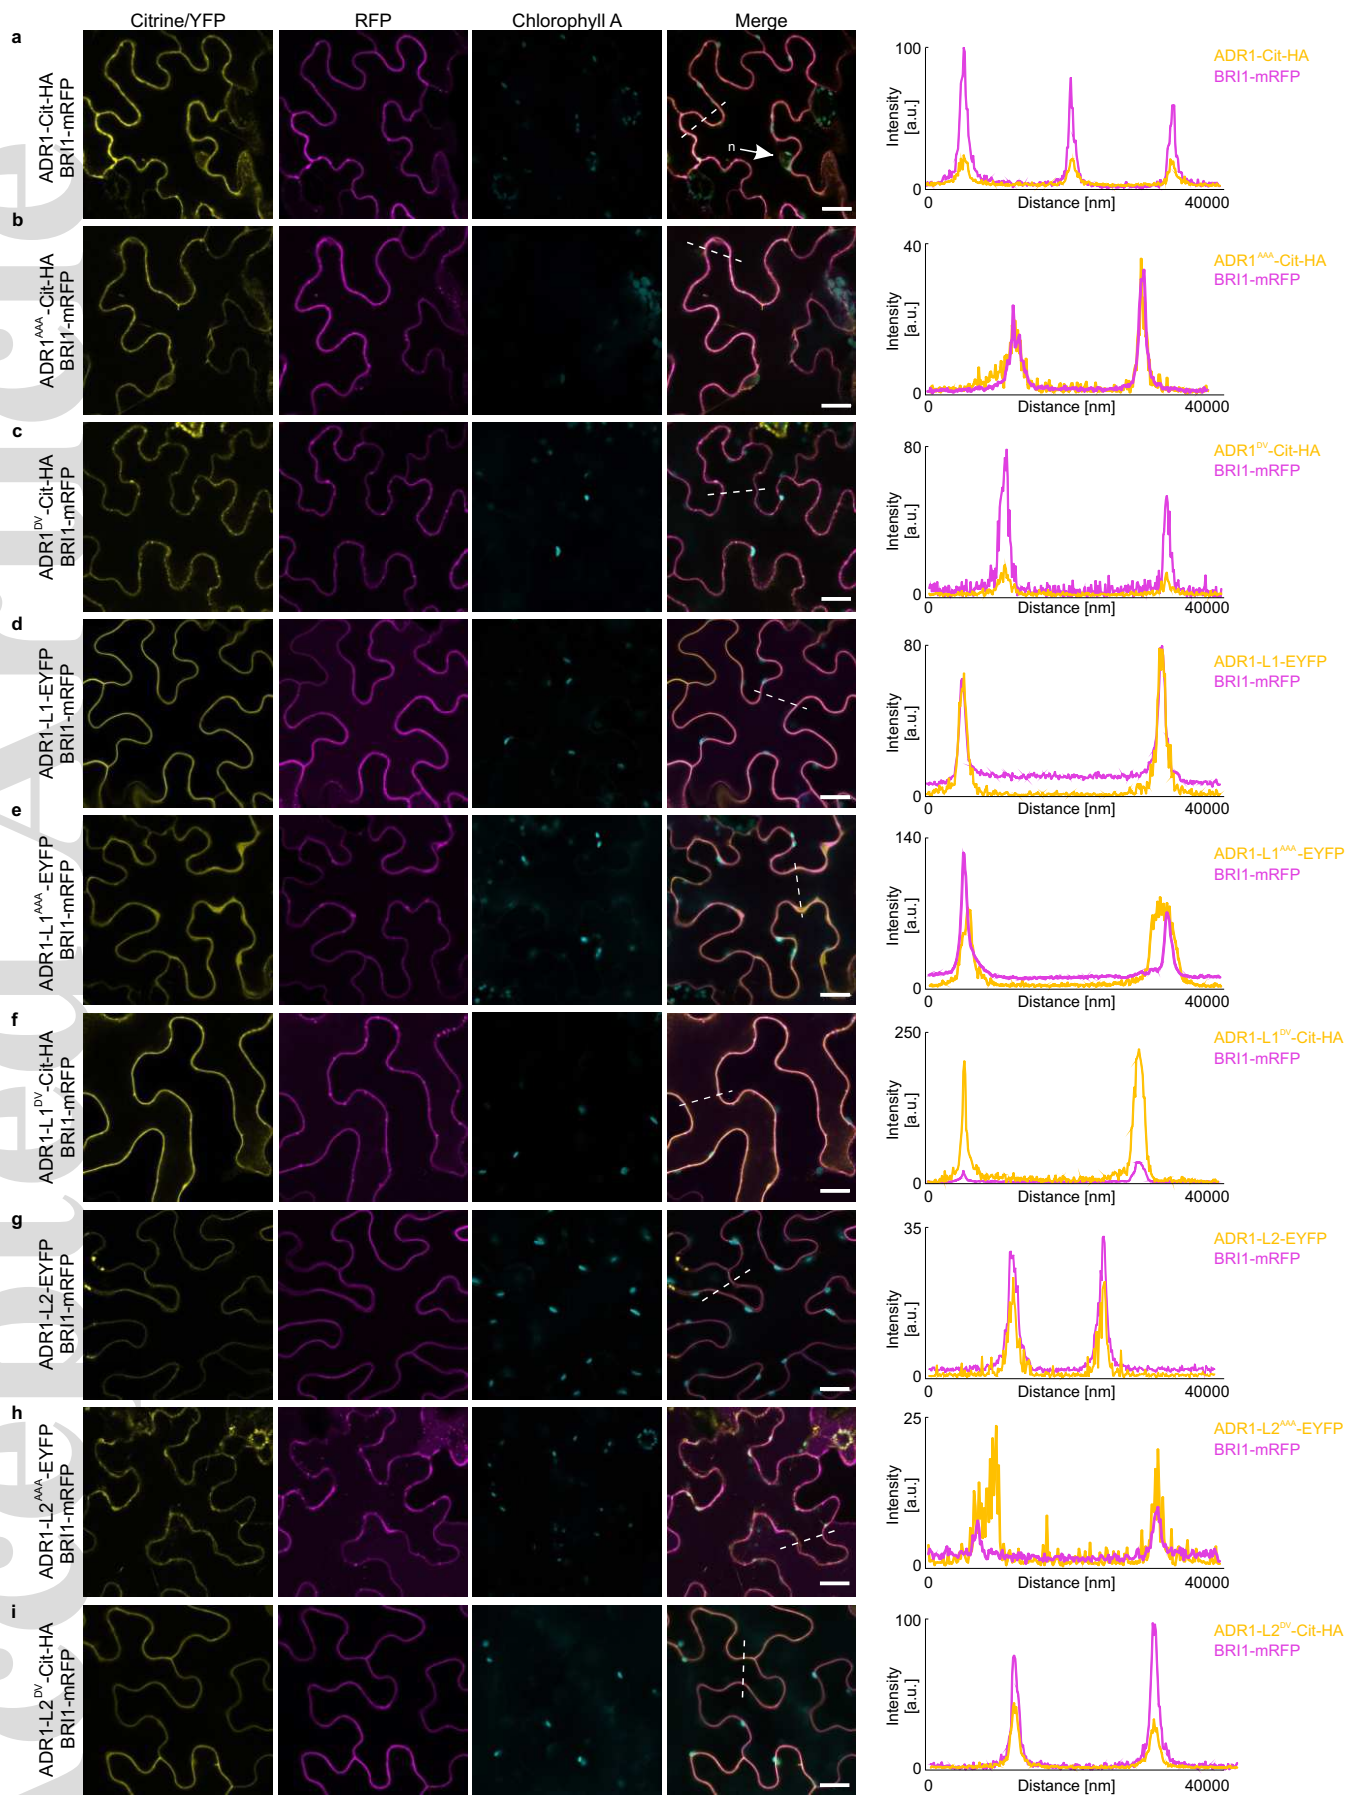 Citrine/YFP RFP Chlorophyll A Merge
a
ADR1-Cit-HA
BRI1-mRFP
n
100
Intensity
[a.u.]
0
0 Distance [nm] 40000
ADR1-Cit-HA
BRI1-mRFP
b
ADR1AAA-Cit-HA
BRI1-mRFP
40
Intensity
[a.u.]
0
0 Distance [nm] 40000
ADR1AAA-Cit-HA
BRI1-mRFP
c
ADR1DV-Cit-HA
BRI1-mRFP
80
Intensity
[a.u.]
0
0 Distance [nm] 40000
ADR1DV-Cit-HA
BRI1-mRFP
d
ADR1-L1-EYFP
BRI1-mRFP
80
Intensity
[a.u.]
0
0 Distance [nm] 40000
ADR1-L1-EYFP
BRI1-mRFP
e
ADR1-L1AAA-EYFP
BRI1-mRFP
140
Intensity
[a.u.]
0
0 Distance [nm] 40000
ADR1-L1AAA-EYFP
BRI1-mRFP
f
ADR1-L1DV-Cit-HA
BRI1-mRFP
250
Intensity
[a.u.]
0
0 Distance [nm] 40000
ADR1-L1DV-Cit-HA
BRI1-mRFP
g
ADR1-L2-EYFP
BRI1-mRFP
35
Intensity
[a.u.]
0
0 Distance [nm] 40000
ADR1-L2-EYFP
BRI1-mRFP
h
ADR1-L2AAA-EYFP
BRI1-mRFP
25
Intensity
[a.u.]
0
0 Distance [nm] 40000
ADR1-L2AAA-EYFP
BRI1-mRFP
i
ADR1-L2DV-Cit-HA
BRI1-mRFP
100
Intensity
[a.u.]
0
0 Distance [nm] 40000
ADR1-L2DV-Cit-HA
BRI1-mRFP
Accepted Article